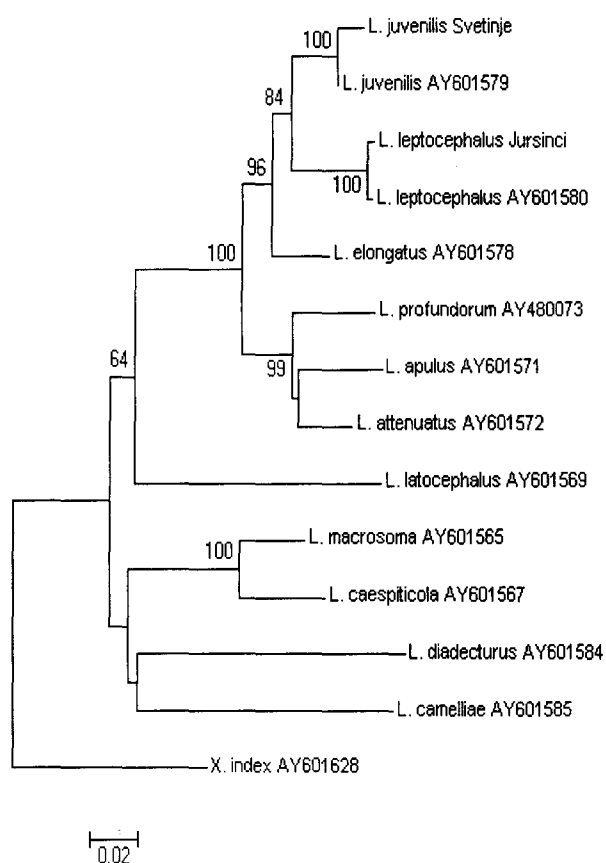 L. juvenilis Svetinje
100
L. juvenilis AY601579
84
L. leptocephalus Jursinci
96
100
L. leptocephalus AY601580
100
L. elongatus AY601578
L. profundorum AY480073
64
99
L. apulus AY601571
L. attenuatus AY601572
L. latocephalus AY601569
L. macrosoma AY601565
100
L. caespiticola AY601567
L. diadecturus AY601584
L. camelliae AY601585
X. index AY601628
0.02